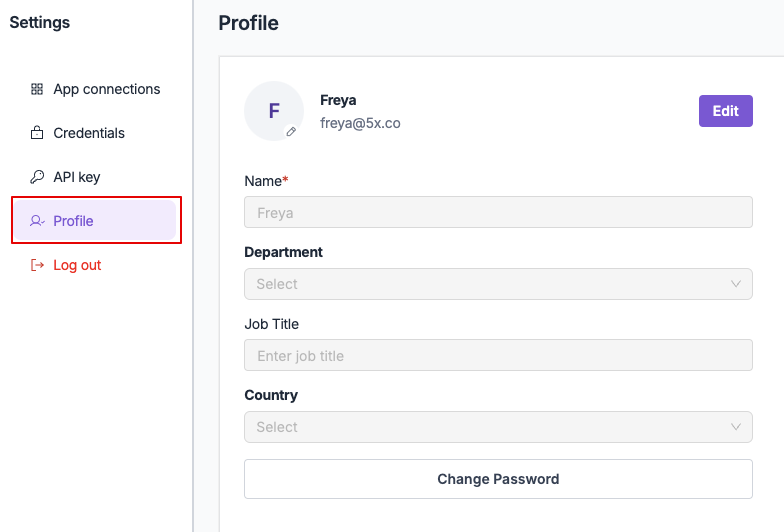 Settings
App connections
Credentials
API key
Profile
Log out
Profile
F
Freya
freya@5x.co
Edit
Name*
Freya
Department
Select
Job Title
Enter job title
Country
Select
Change Password